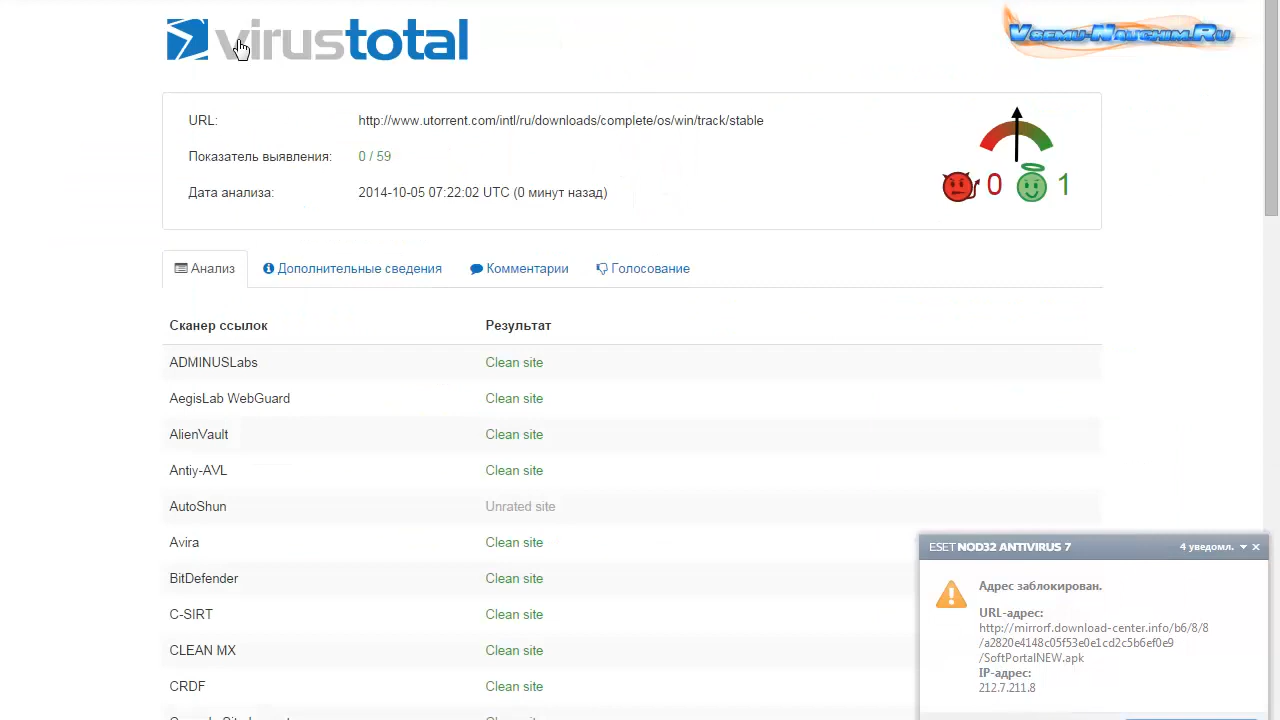 virustotal
Vsemu-Nauchim.Ru
URL: http://www.utorrent.com/intl/ru/downloads/complete/os/win/track/stable
Показатель выявления: 0 / 59
Дата анализа: 2014-10-05 07:22:02 UTC (0 минут назад)
0 1
Анализ Дополнительные сведения Комментарии Голосование
Сканер ссылок Результат
ADMINUSLabs Clean site
AegisLab WebGuard Clean site
AlienVault Clean site
Antiy-AVL Clean site
AutoShun Unrated site
Avira Clean site
BitDefender Clean site
C-SIRT Clean site
CLEAN MX Clean site
CRDF Clean site
ESET NOD32 ANTIVIRUS 7 4 уведомл.
Адрес заблокирован.
URL-адрес:
http://mirrorf.download-center.info/b6/8/8
/a2820e4148c05f53e0e1cd2c5b6ef0e9
/SoftPortalNEW.apk
IP-адрес:
212.7.211.8